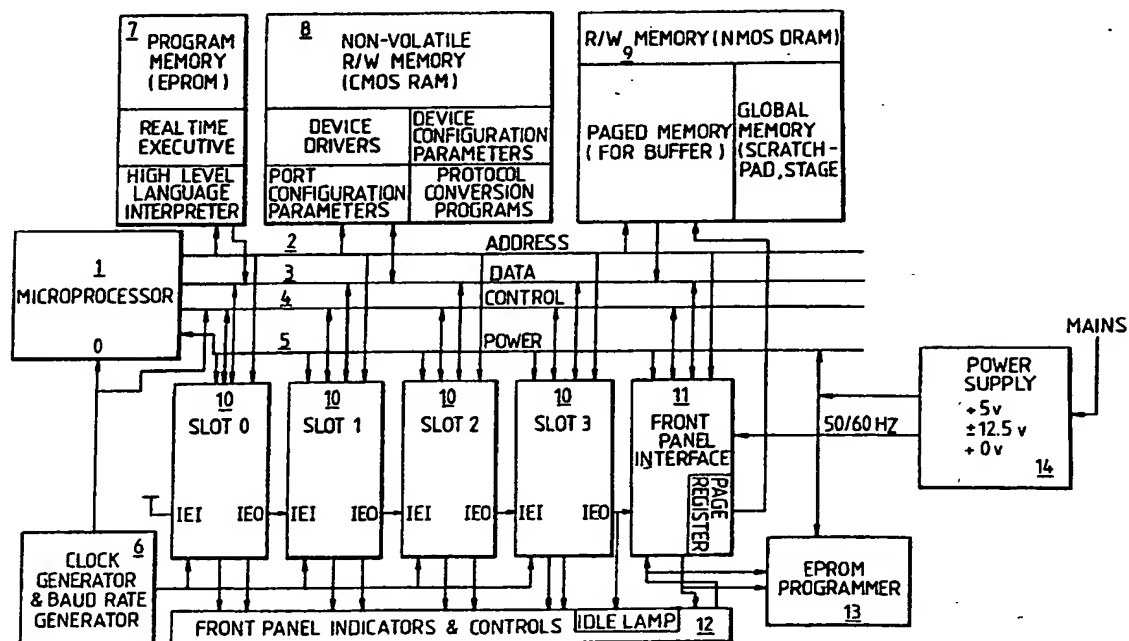 7
PROGRAM
MEMORY
(EPROM)
REAL TIME
EXECUTIVE
HIGH LEVEL
LANGUAGE
INTERPRETER
8
NON-VOLATILE
R/W MEMORY
(CMOS RAM)
DEVICE
DRIVERS
DEVICE
CONFIGURATION
PARAMETERS
PORT
CONFIGURATION
PARAMETERS
PROTOCOL
CONVERSION
PROGRAMS
R/W MEMORY (NMOS DRAM)
9
PAGED MEMORY
(FOR BUFFER)
GLOBAL
MEMORY
(SCRATCH-
PAD, STAGE
1
MICROPROCESSOR
0
2
ADDRESS
3
DATA
4
CONTROL
5
POWER
MAINS
10
SLOT 0
IEI IEO
10
SLOT 1
IEI IEO
10
SLOT 2
IEI IEO
10
SLOT 3
IEI IEO
11
FRONT
PANEL
INTERFACE
PAGE
REGISTER
50/60 HZ
POWER
SUPPLY
+ 5v
± 12.5 v
+ 0v
14
6
CLOCK
GENERATOR
& BAUD RATE
GENERATOR
FRONT PANEL INDICATORS & CONTROLS
IDLE LAMP
12
EPROM
PROGRAMMER
13